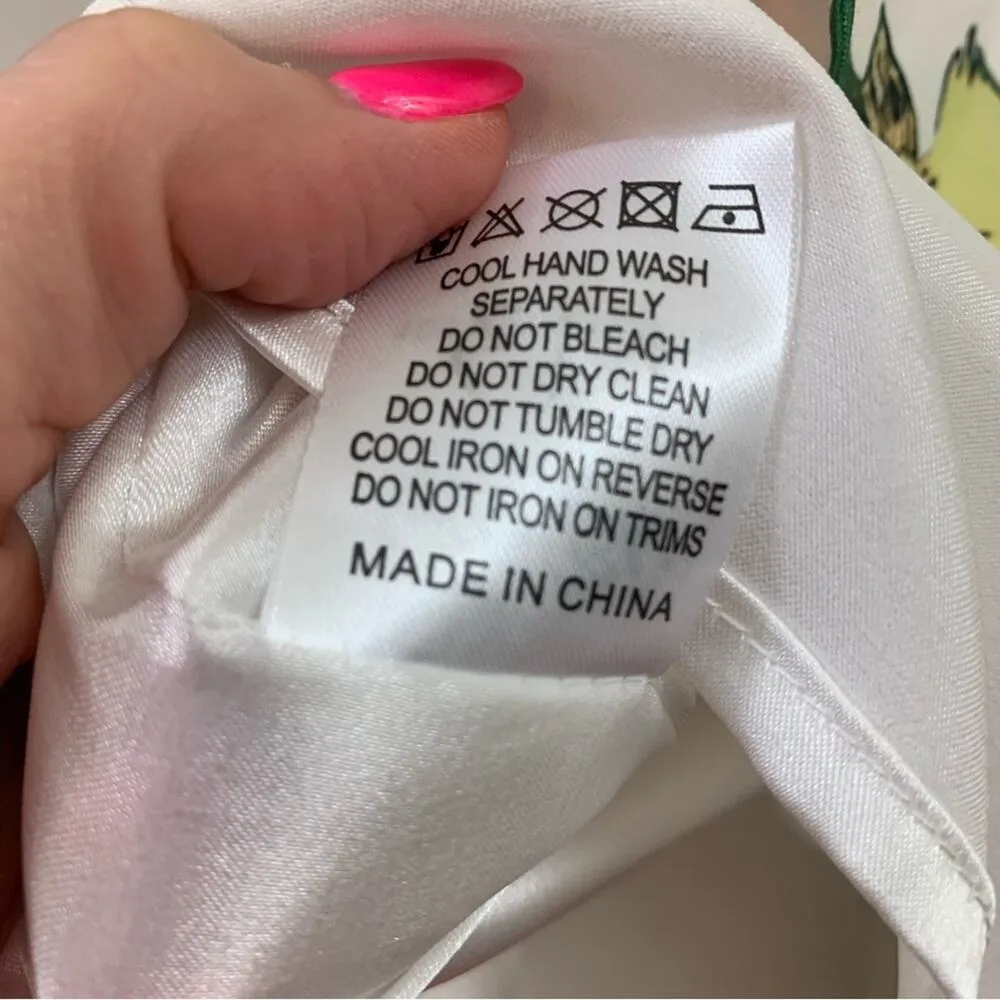 COOL HAND WASH
SEPARATELY
DO NOT BLEACH
DO NOT DRY CLEAN
DO NOT TUMBLE DRY
COOL IRON ON REVERSE
DO NOT IRON ON TRIMS
MADE IN CHINA